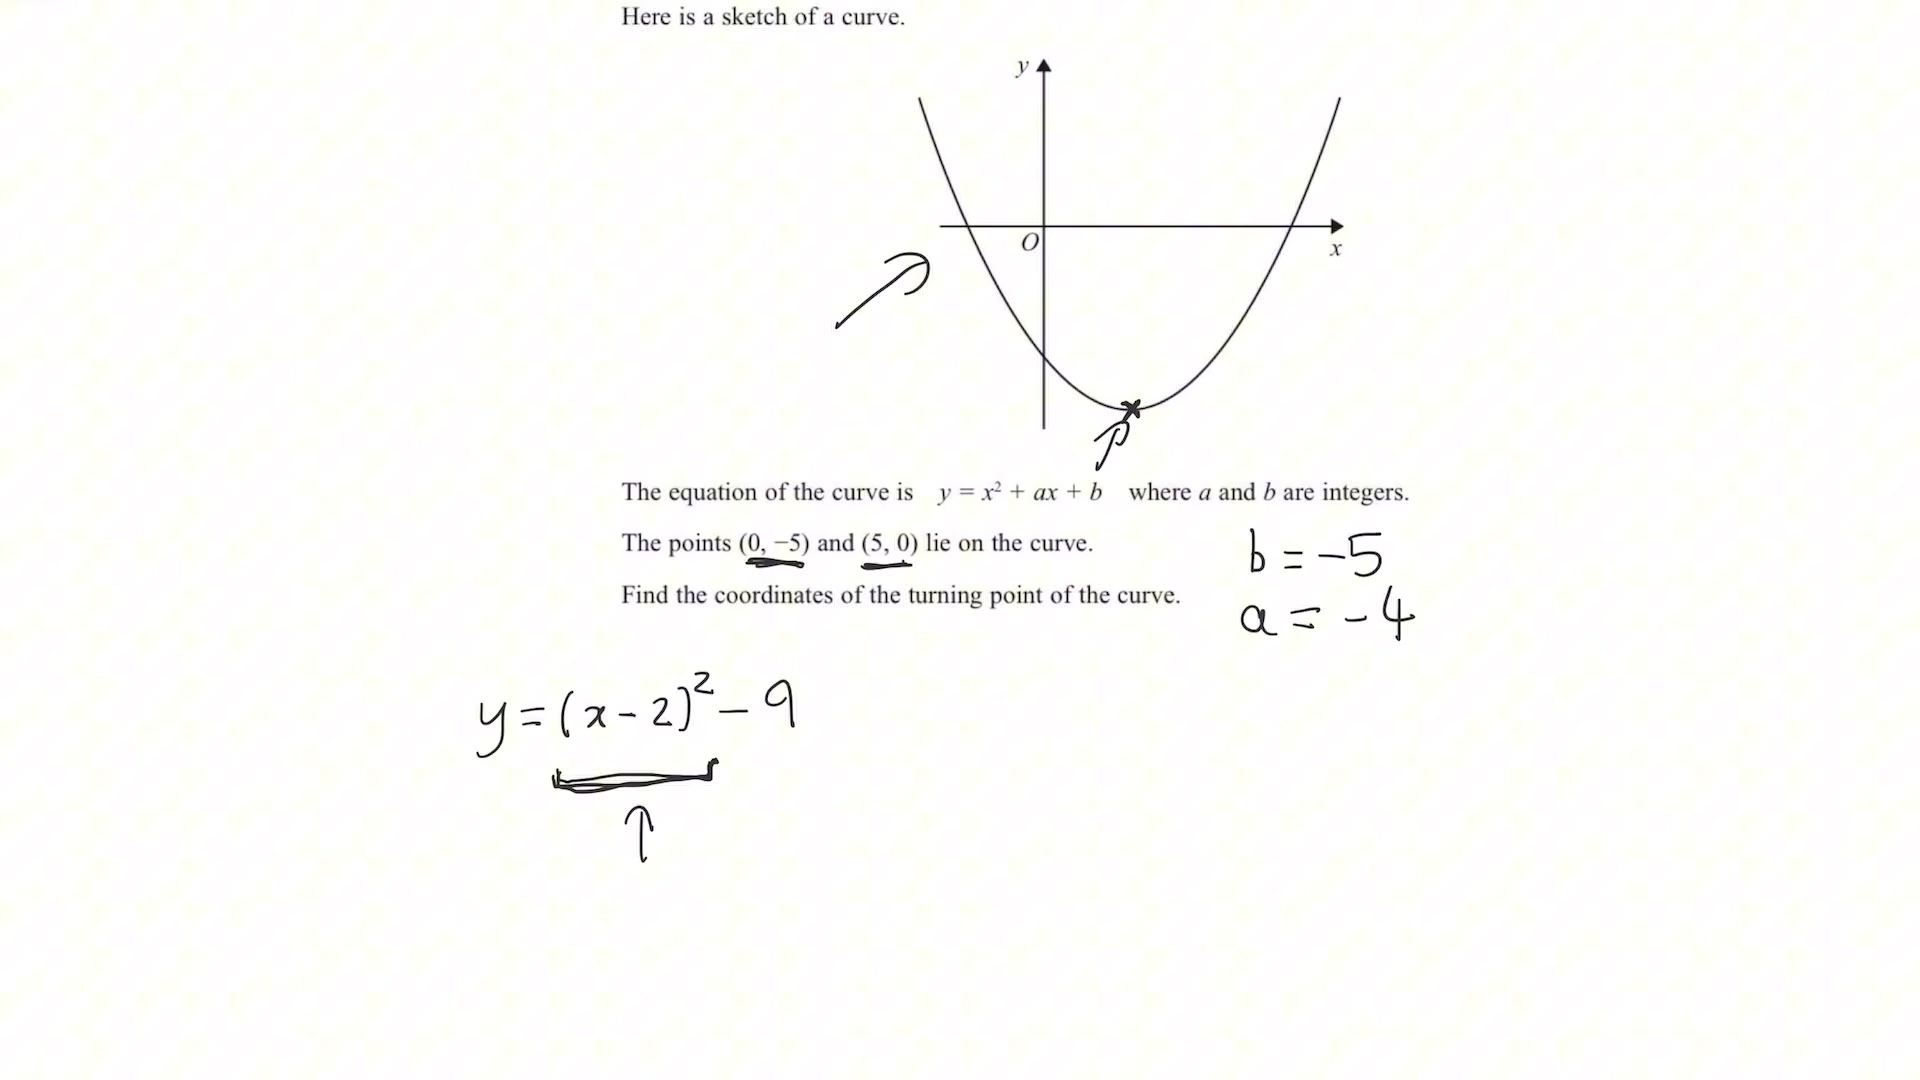 Here is a sketch of a curve.
y
O
x
The equation of the curve is y = x² + ax + b where a and b are integers.
The points (0, −5) and (5, 0) lie on the curve.
b = −5
Find the coordinates of the turning point of the curve.
a = −4
y = (x − 2)² − 9